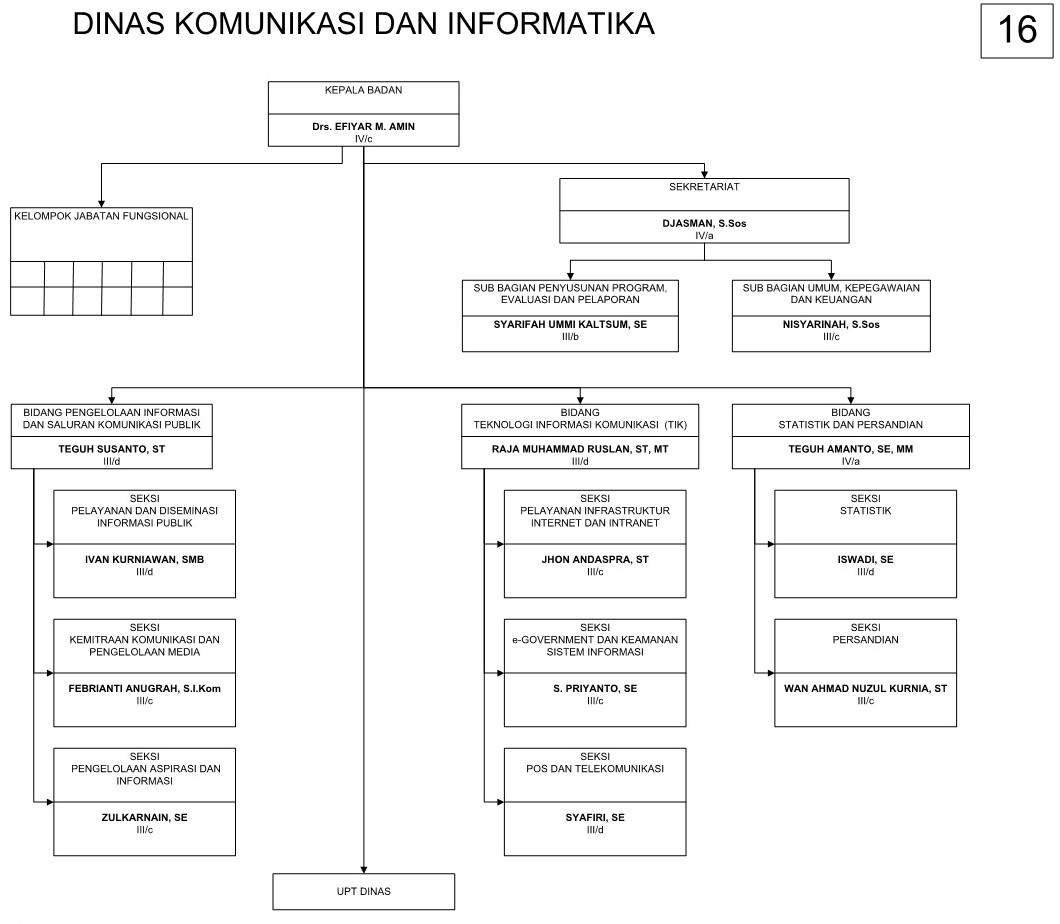 DINAS KOMUNIKASI DAN INFORMATIKA
16
KEPALA BADAN
Drs. EFIYAR M. AMIN
IV/c
KELOMPOK JABATAN FUNGSIONAL
SEKRETARIAT
DJASMAN, S.Sos
IV/a
SUB BAGIAN PENYUSUNAN PROGRAM,
EVALUASI DAN PELAPORAN
SYARIFAH UMMI KALTSUM, SE
III/b
SUB BAGIAN UMUM, KEPEGAWAIAN
DAN KEUANGAN
NISYARINAH, S.Sos
III/c
BIDANG PENGELOLAAN INFORMASI
DAN SALURAN KOMUNIKASI PUBLIK
TEGUH SUSANTO, ST
III/d
SEKSI
PELAYANAN DAN DISEMINASI
INFORMASI PUBLIK
IVAN KURNIAWAN, SMB
III/d
SEKSI
KEMITRAAN KOMUNIKASI DAN
PENGELOLAAN MEDIA
FEBRIANTI ANUGRAH, S.I.Kom
III/c
SEKSI
PENGELOLAAN ASPIRASI DAN
INFORMASI
ZULKARNAIN, SE
III/c
BIDANG
TEKNOLOGI INFORMASI KOMUNIKASI (TIK)
RAJA MUHAMMAD RUSLAN, ST, MT
III/d
SEKSI
PELAYANAN INFRASTRUKTUR
INTERNET DAN INTRANET
JHON ANDASPRA, ST
III/c
SEKSI
e-GOVERNMENT DAN KEAMANAN
SISTEM INFORMASI
S. PRIYANTO, SE
III/c
SEKSI
POS DAN TELEKOMUNIKASI
SYAFIRI, SE
III/d
BIDANG
STATISTIK DAN PERSANDIAN
TEGUH AMANTO, SE, MM
IV/a
SEKSI
STATISTIK
ISWADI, SE
III/d
SEKSI
PERSANDIAN
WAN AHMAD NUZUL KURNIA, ST
III/c
UPT DINAS